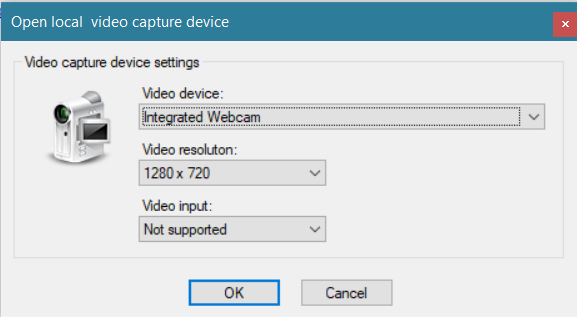 Open local  video capture device
Video capture device settings
Video device:
Integrated Webcam
Video resoluton:
1280 x 720
Video input:
Not supported
OK
Cancel